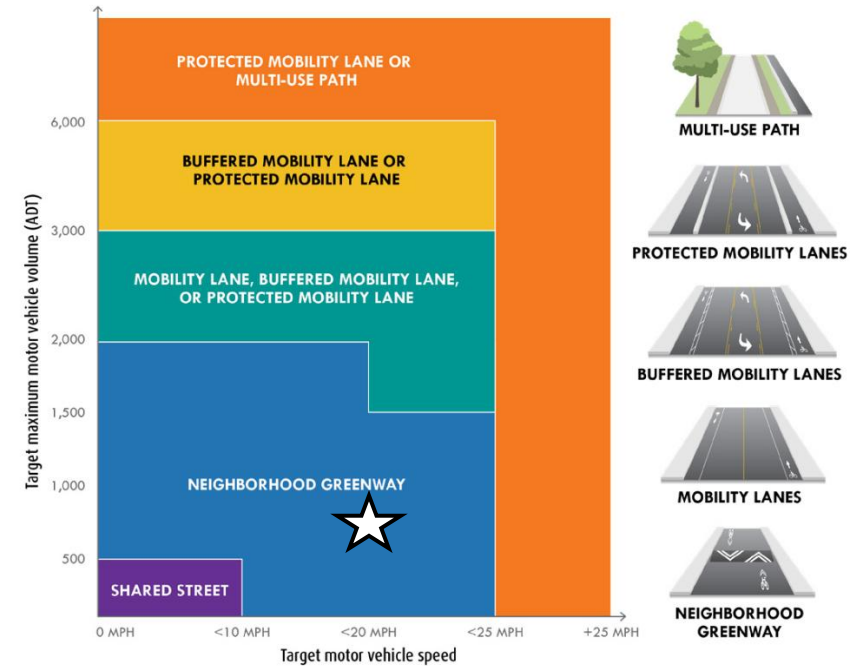 PROTECTED MOBILITY LANE OR
MULTI-USE PATH
6,000
BUFFERED MOBILITY LANE OR
PROTECTED MOBILITY LANE
3,000
MOBILITY LANE, BUFFERED MOBILITY LANE,
OR PROTECTED MOBILITY LANE
2,000
1,500
1,000
NEIGHBORHOOD GREENWAY
500
SHARED STREET
0 MPH
<10 MPH
<20 MPH
<25 MPH
+25 MPH
Target motor vehicle speed
Target maximum motor vehicle volume (ADT)
MULTI-USE PATH
PROTECTED MOBILITY LANES
BUFFERED MOBILITY LANES
MOBILITY LANES
NEIGHBORHOOD
GREENWAY